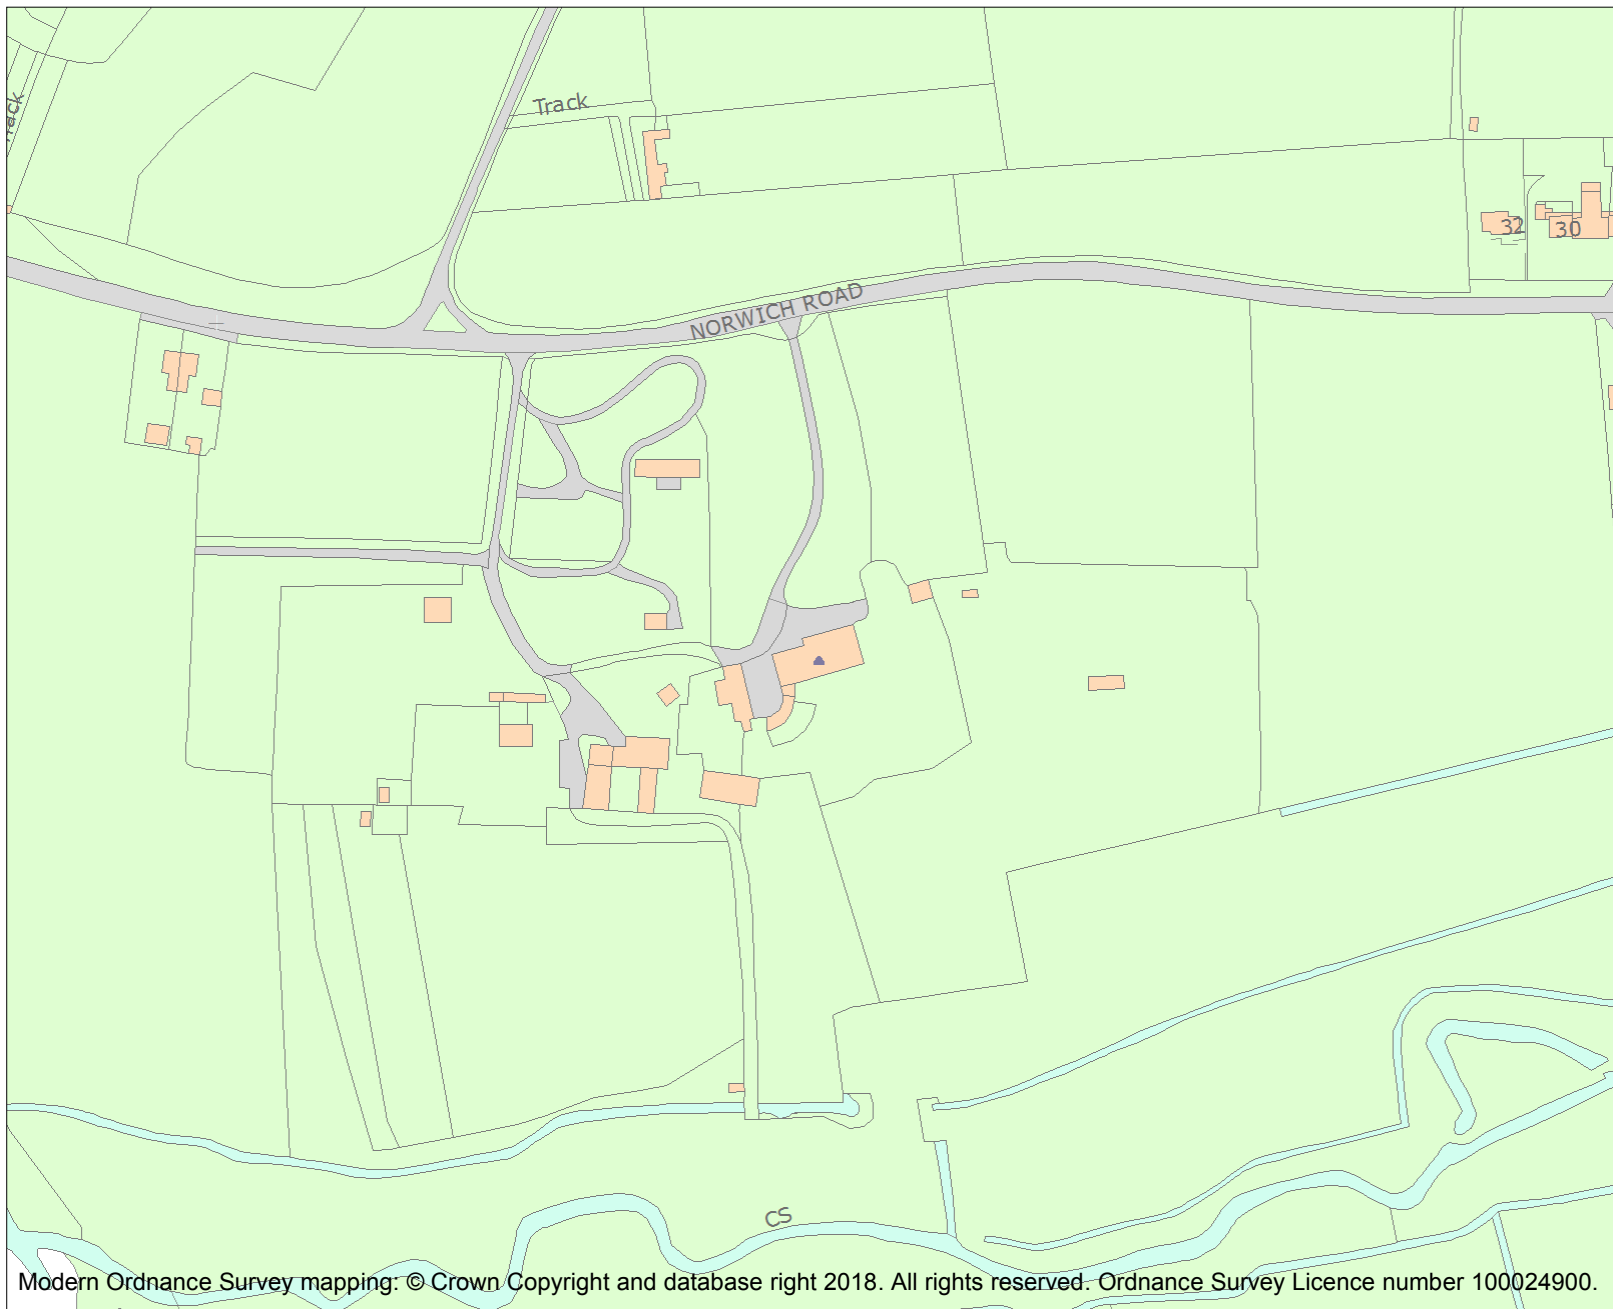 Track
32
30
NORWICH ROAD
CS
Modern Ordnance Survey mapping: © Crown Copyright and database right 2018. All rights reserved. Ordnance Survey Licence number 100024900.